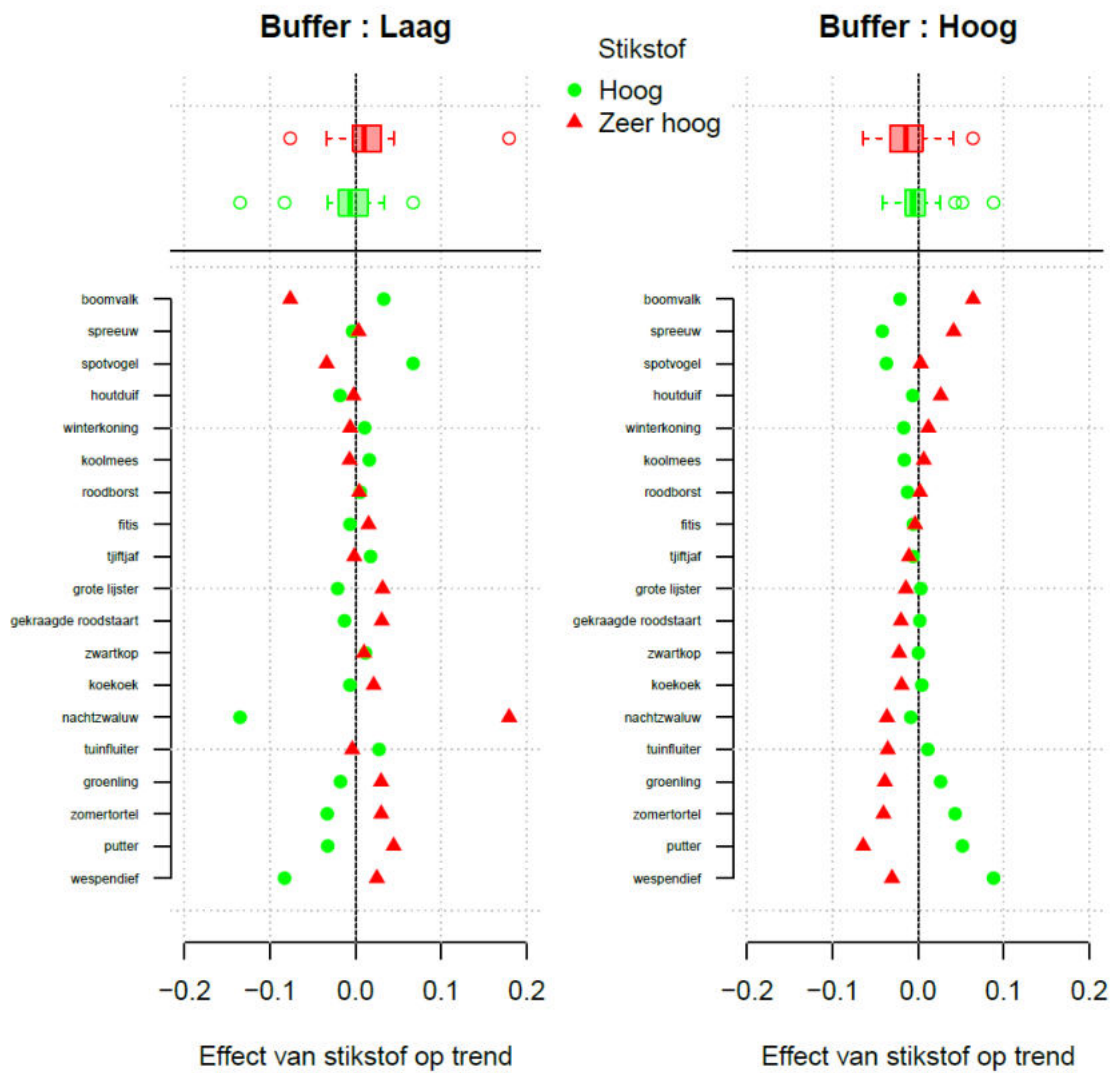 Buffer : Laag
Buffer : Hoog
Stikstof
Hoog
Zeer hoog
boomvalk
spreeuw
spotvogel
houtduif
winterkoning
koolmees
roodborst
fitis
tjiftjaf
grote lijster
gekraagde roodstaart
zwartkop
koekoek
nachtzwaluw
tuinfluiter
groenling
zomertortel
putter
wespendief
−0.2 −0.1 0.0 0.1 0.2
Effect van stikstof op trend
boomvalk
spreeuw
spotvogel
houtduif
winterkoning
koolmees
roodborst
fitis
tjiftjaf
grote lijster
gekraagde roodstaart
zwartkop
koekoek
nachtzwaluw
tuinfluiter
groenling
zomertortel
putter
wespendief
−0.2 −0.1 0.0 0.1 0.2
Effect van stikstof op trend